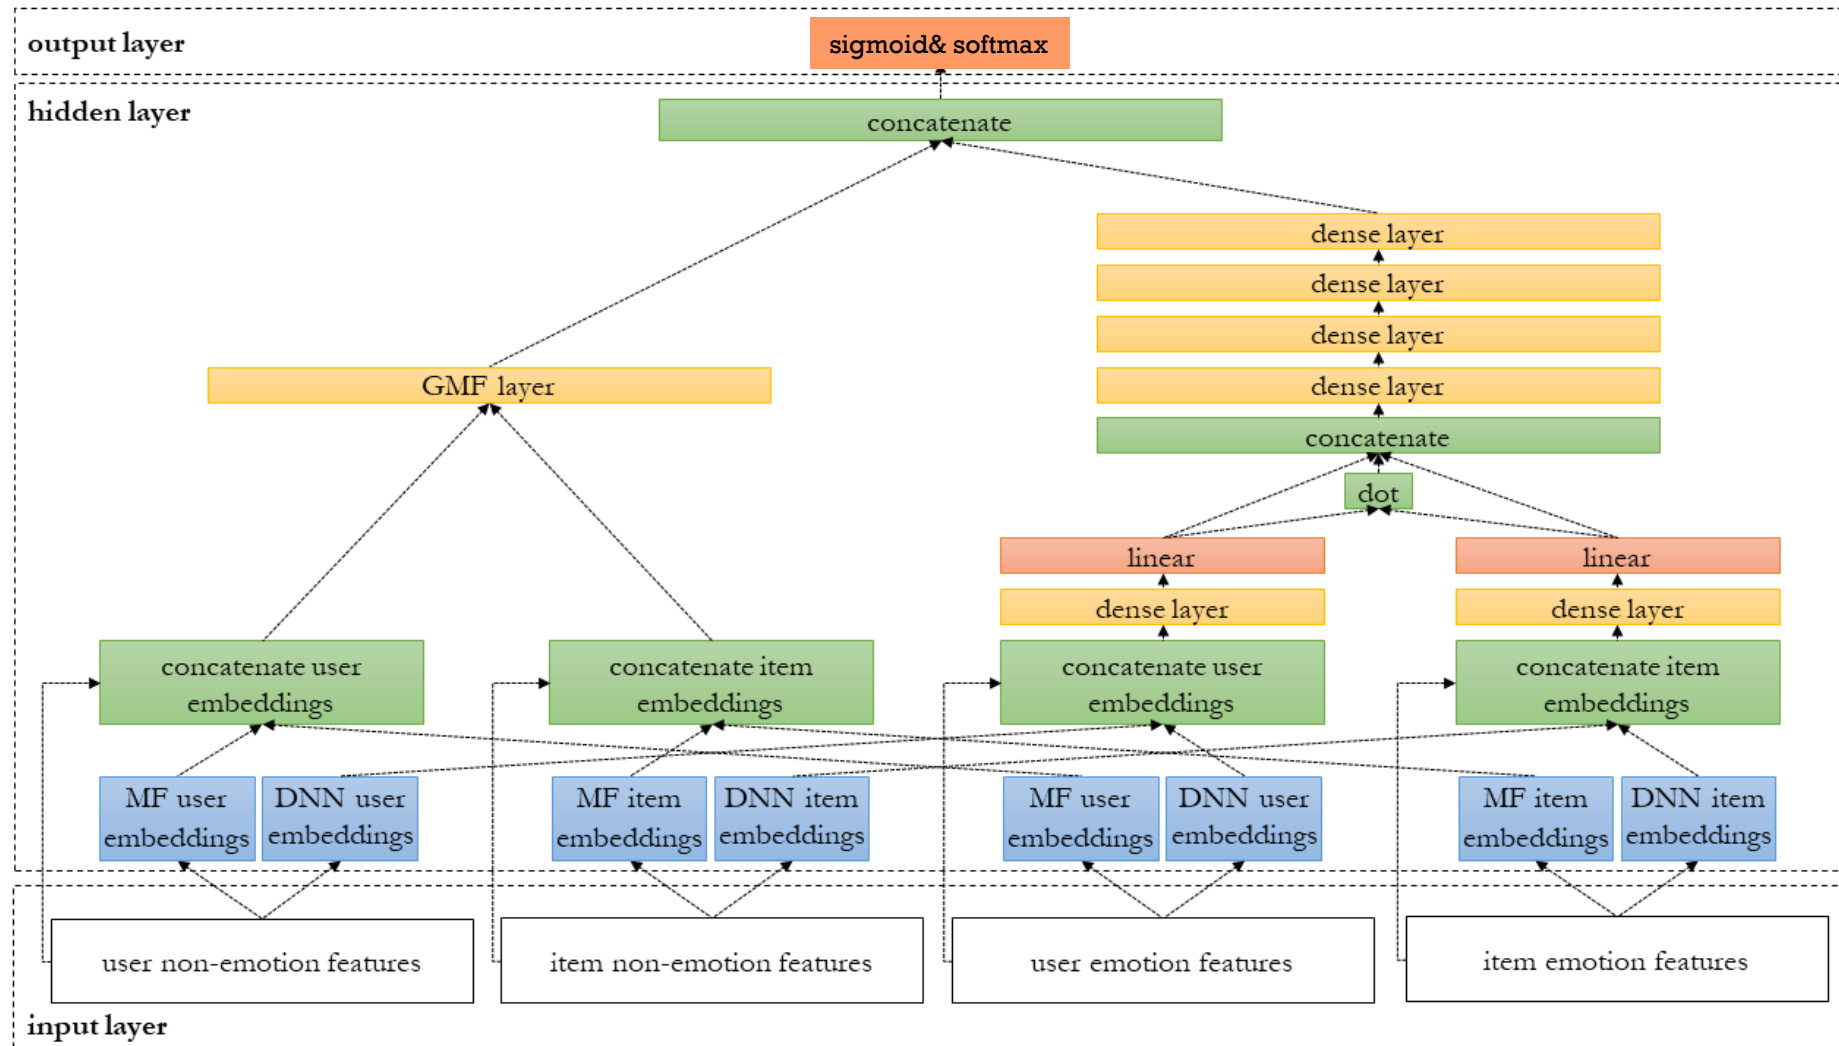 output layer
sigmoid& softmax
hidden layer
concatenate
dense layer
dense layer
dense layer
GMF layer
dense layer
concatenate
dot
linear
linear
dense layer
dense layer
concatenate user
embeddings
concatenate item
embeddings
concatenate user
embeddings
concatenate item
embeddings
MF user
embeddings
DNN user
embeddings
MF item
embeddings
DNN item
embeddings
MF user
embeddings
DNN user
embeddings
MF item
embeddings
DNN item
embeddings
user non-emotion features
item non-emotion features
user emotion features
item emotion features
input layer